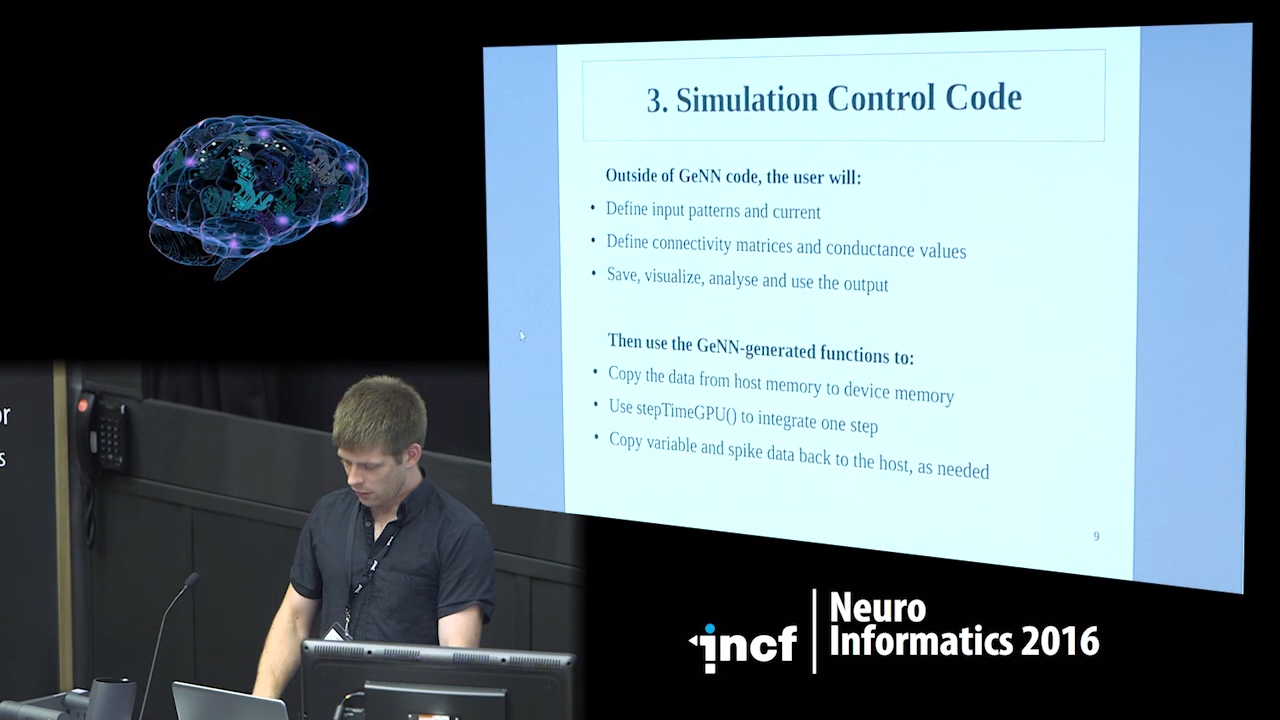 3. Simulation Control Code
Outside of GeNN code, the user will:
• Define input patterns and current
• Define connectivity matrices and conductance values
• Save, visualize, analyse and use the output
Then use the GeNN-generated functions to:
• Copy the data from host memory to device memory
• Use stepTimeGPU() to integrate one step
• Copy variable and spike data back to the host, as needed
9
incf
Neuro
Informatics 2016